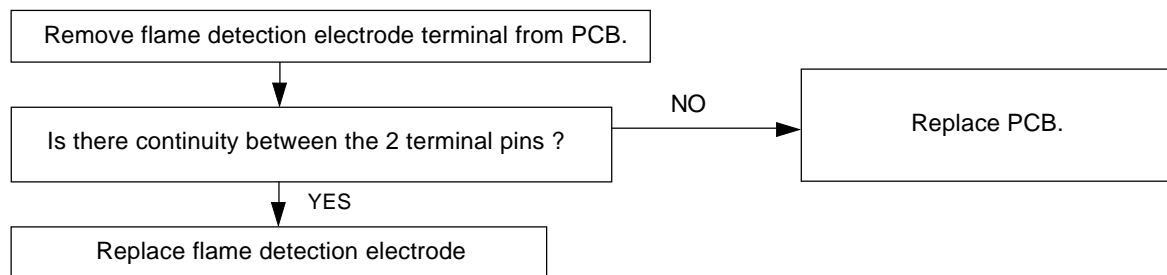 Remove flame detection electrode terminal from PCB.
Is there continuity between the 2 terminal pins ?
NO
Replace PCB.
YES
Replace flame detection electrode